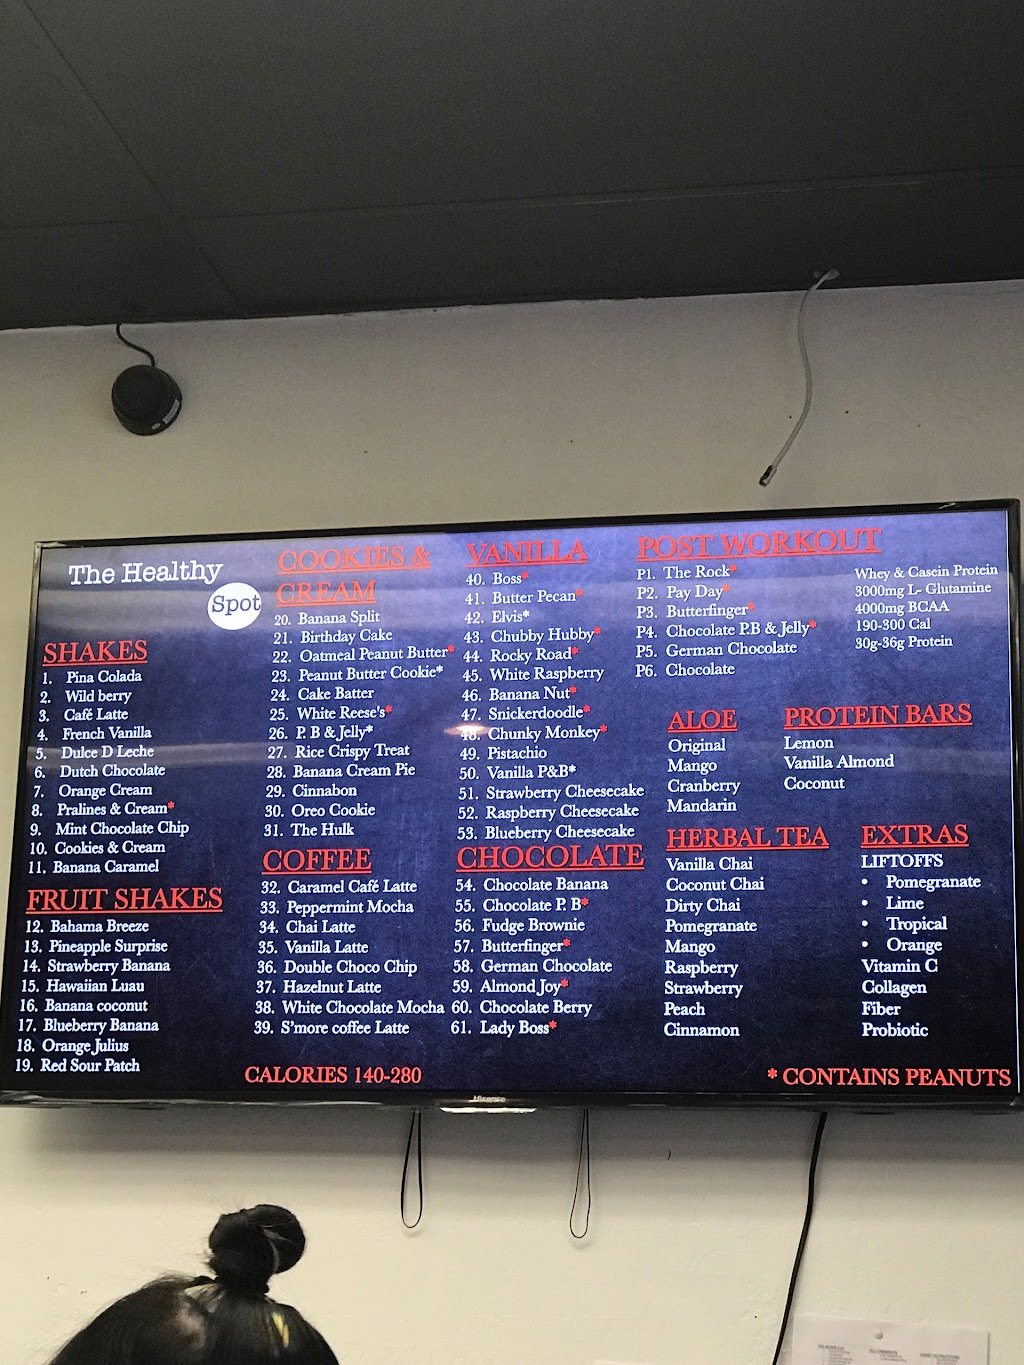 The Healthy
Spot
SHAKES
1. Pina Colada
2. Wild berry
3. Café Latte
4. French Vanilla
5. Dulce D Leche
6. Dutch Chocolate
7. Orange Cream
8. Pralines & Cream*
9. Mint Chocolate Chip
10. Cookies & Cream
11. Banana Caramel
FRUIT SHAKES
12. Bahama Breeze
13. Pineapple Surprise
14. Strawberry Banana
15. Hawaiian Luau
16. Banana coconut
17. Blueberry Banana
18. Orange Julius
19. Red Sour Patch
COOKIES &
CREAM
20. Banana Split
21. Birthday Cake
22. Oatmeal Peanut Butter*
23. Peanut Butter Cookie*
24. Cake Batter
25. White Reese's*
26. P. B & Jelly*
27. Rice Crispy Treat
28. Banana Cream Pie
29. Cinnabon
30. Oreo Cookie
31. The Hulk
COFFEE
32. Caramel Café Latte
33. Peppermint Mocha
34. Chai Latte
35. Vanilla Latte
36. Double Choco Chip
37. Hazelnut Latte
38. White Chocolate Mocha
39. S'more coffee Latte
CALORIES 140-280
VANILLA
40. Boss*
41. Butter Pecan*
42. Elvis*
43. Chubby Hubby*
44. Rocky Road*
45. White Raspberry
46. Banana Nut*
47. Snickerdoodle*
48. Chunky Monkey*
49. Pistachio
50. Vanilla P&B*
51. Strawberry Cheesecake
52. Raspberry Cheesecake
53. Blueberry Cheesecake
CHOCOLATE
54. Chocolate Banana
55. Chocolate P. B*
56. Fudge Brownie
57. Butterfinger*
58. German Chocolate
59. Almond Joy*
60. Chocolate Berry
61. Lady Boss*
POST WORKOUT
P1. The Rock*
P2. Pay Day*
P3. Butterfinger*
P4. Chocolate P.B & Jelly*
P5. German Chocolate
P6. Chocolate
Whey & Casein Protein
3000mg L- Glutamine
4000mg BCAA
190-300 Cal
30g-36g Protein
ALOE
Original
Mango
Cranberry
Mandarin
PROTEIN BARS
Lemon
Vanilla Almond
Coconut
HERBAL TEA
Vanilla Chai
Coconut Chai
Dirty Chai
Pomegranate
Mango
Raspberry
Strawberry
Peach
Cinnamon
EXTRAS
LIFTOFFS
• Pomegranate
• Lime
• Tropical
• Orange
Vitamin C
Collagen
Fiber
Probiotic
* CONTAINS PEANUTS
Hisense